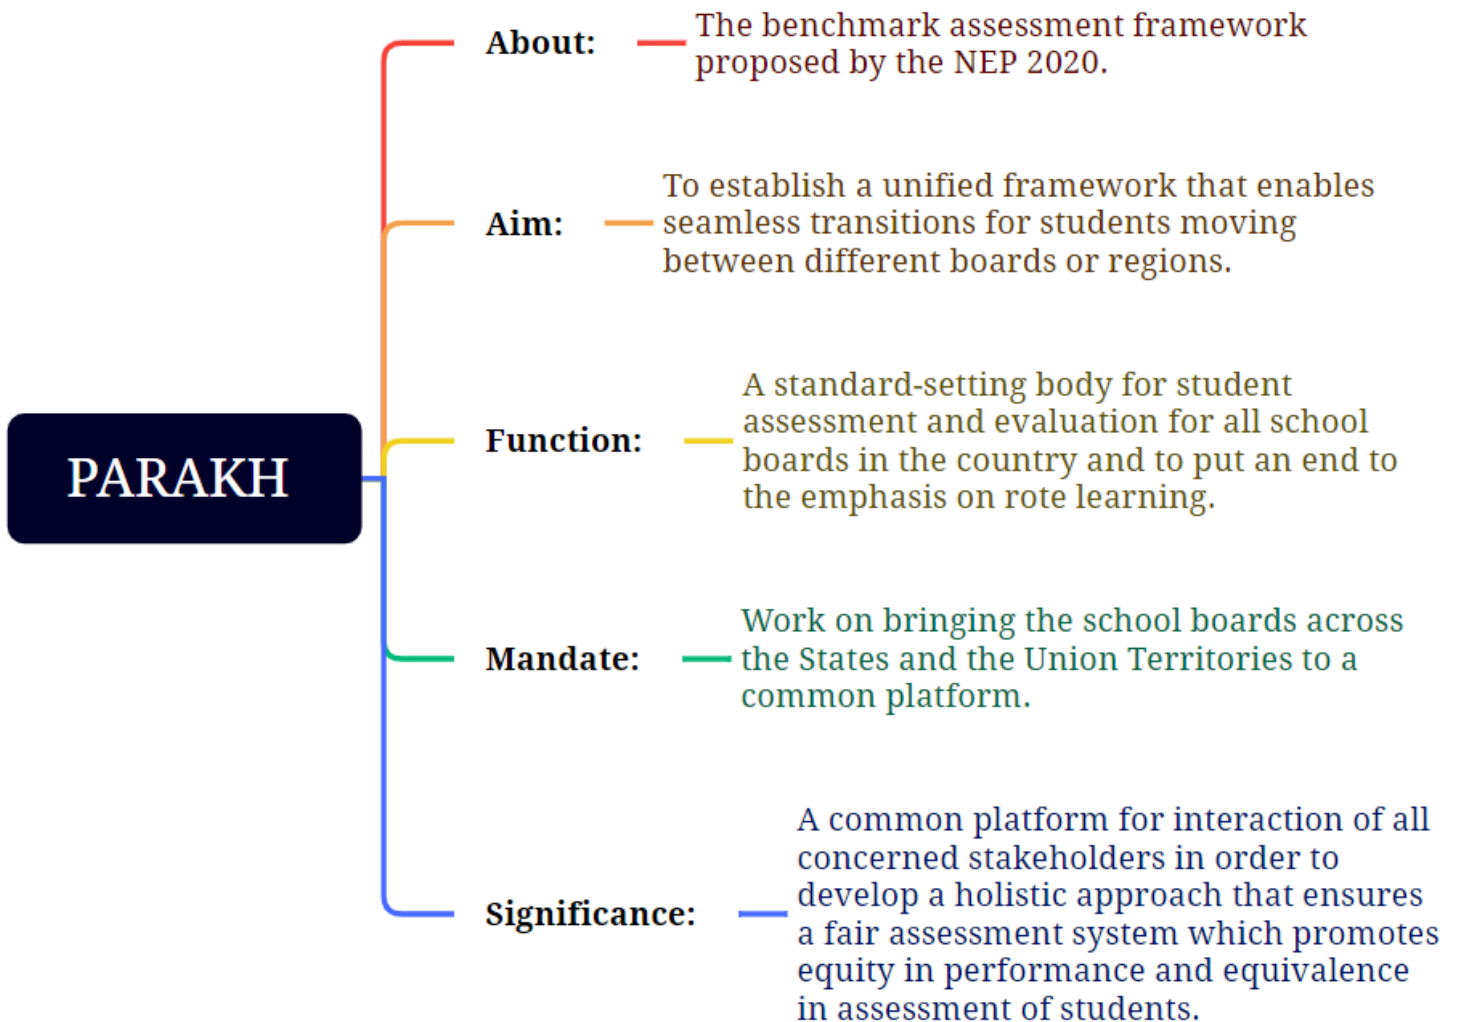 PARAKH
About:
The benchmark assessment framework
proposed by the NEP 2020.
Aim:
To establish a unified framework that enables
seamless transitions for students moving
between different boards or regions.
Function:
A standard-setting body for student
assessment and evaluation for all school
boards in the country and to put an end to
the emphasis on rote learning.
Mandate:
Work on bringing the school boards across
the States and the Union Territories to a
common platform.
Significance:
A common platform for interaction of all
concerned stakeholders in order to
develop a holistic approach that ensures
a fair assessment system which promotes
equity in performance and equivalence
in assessment of students.